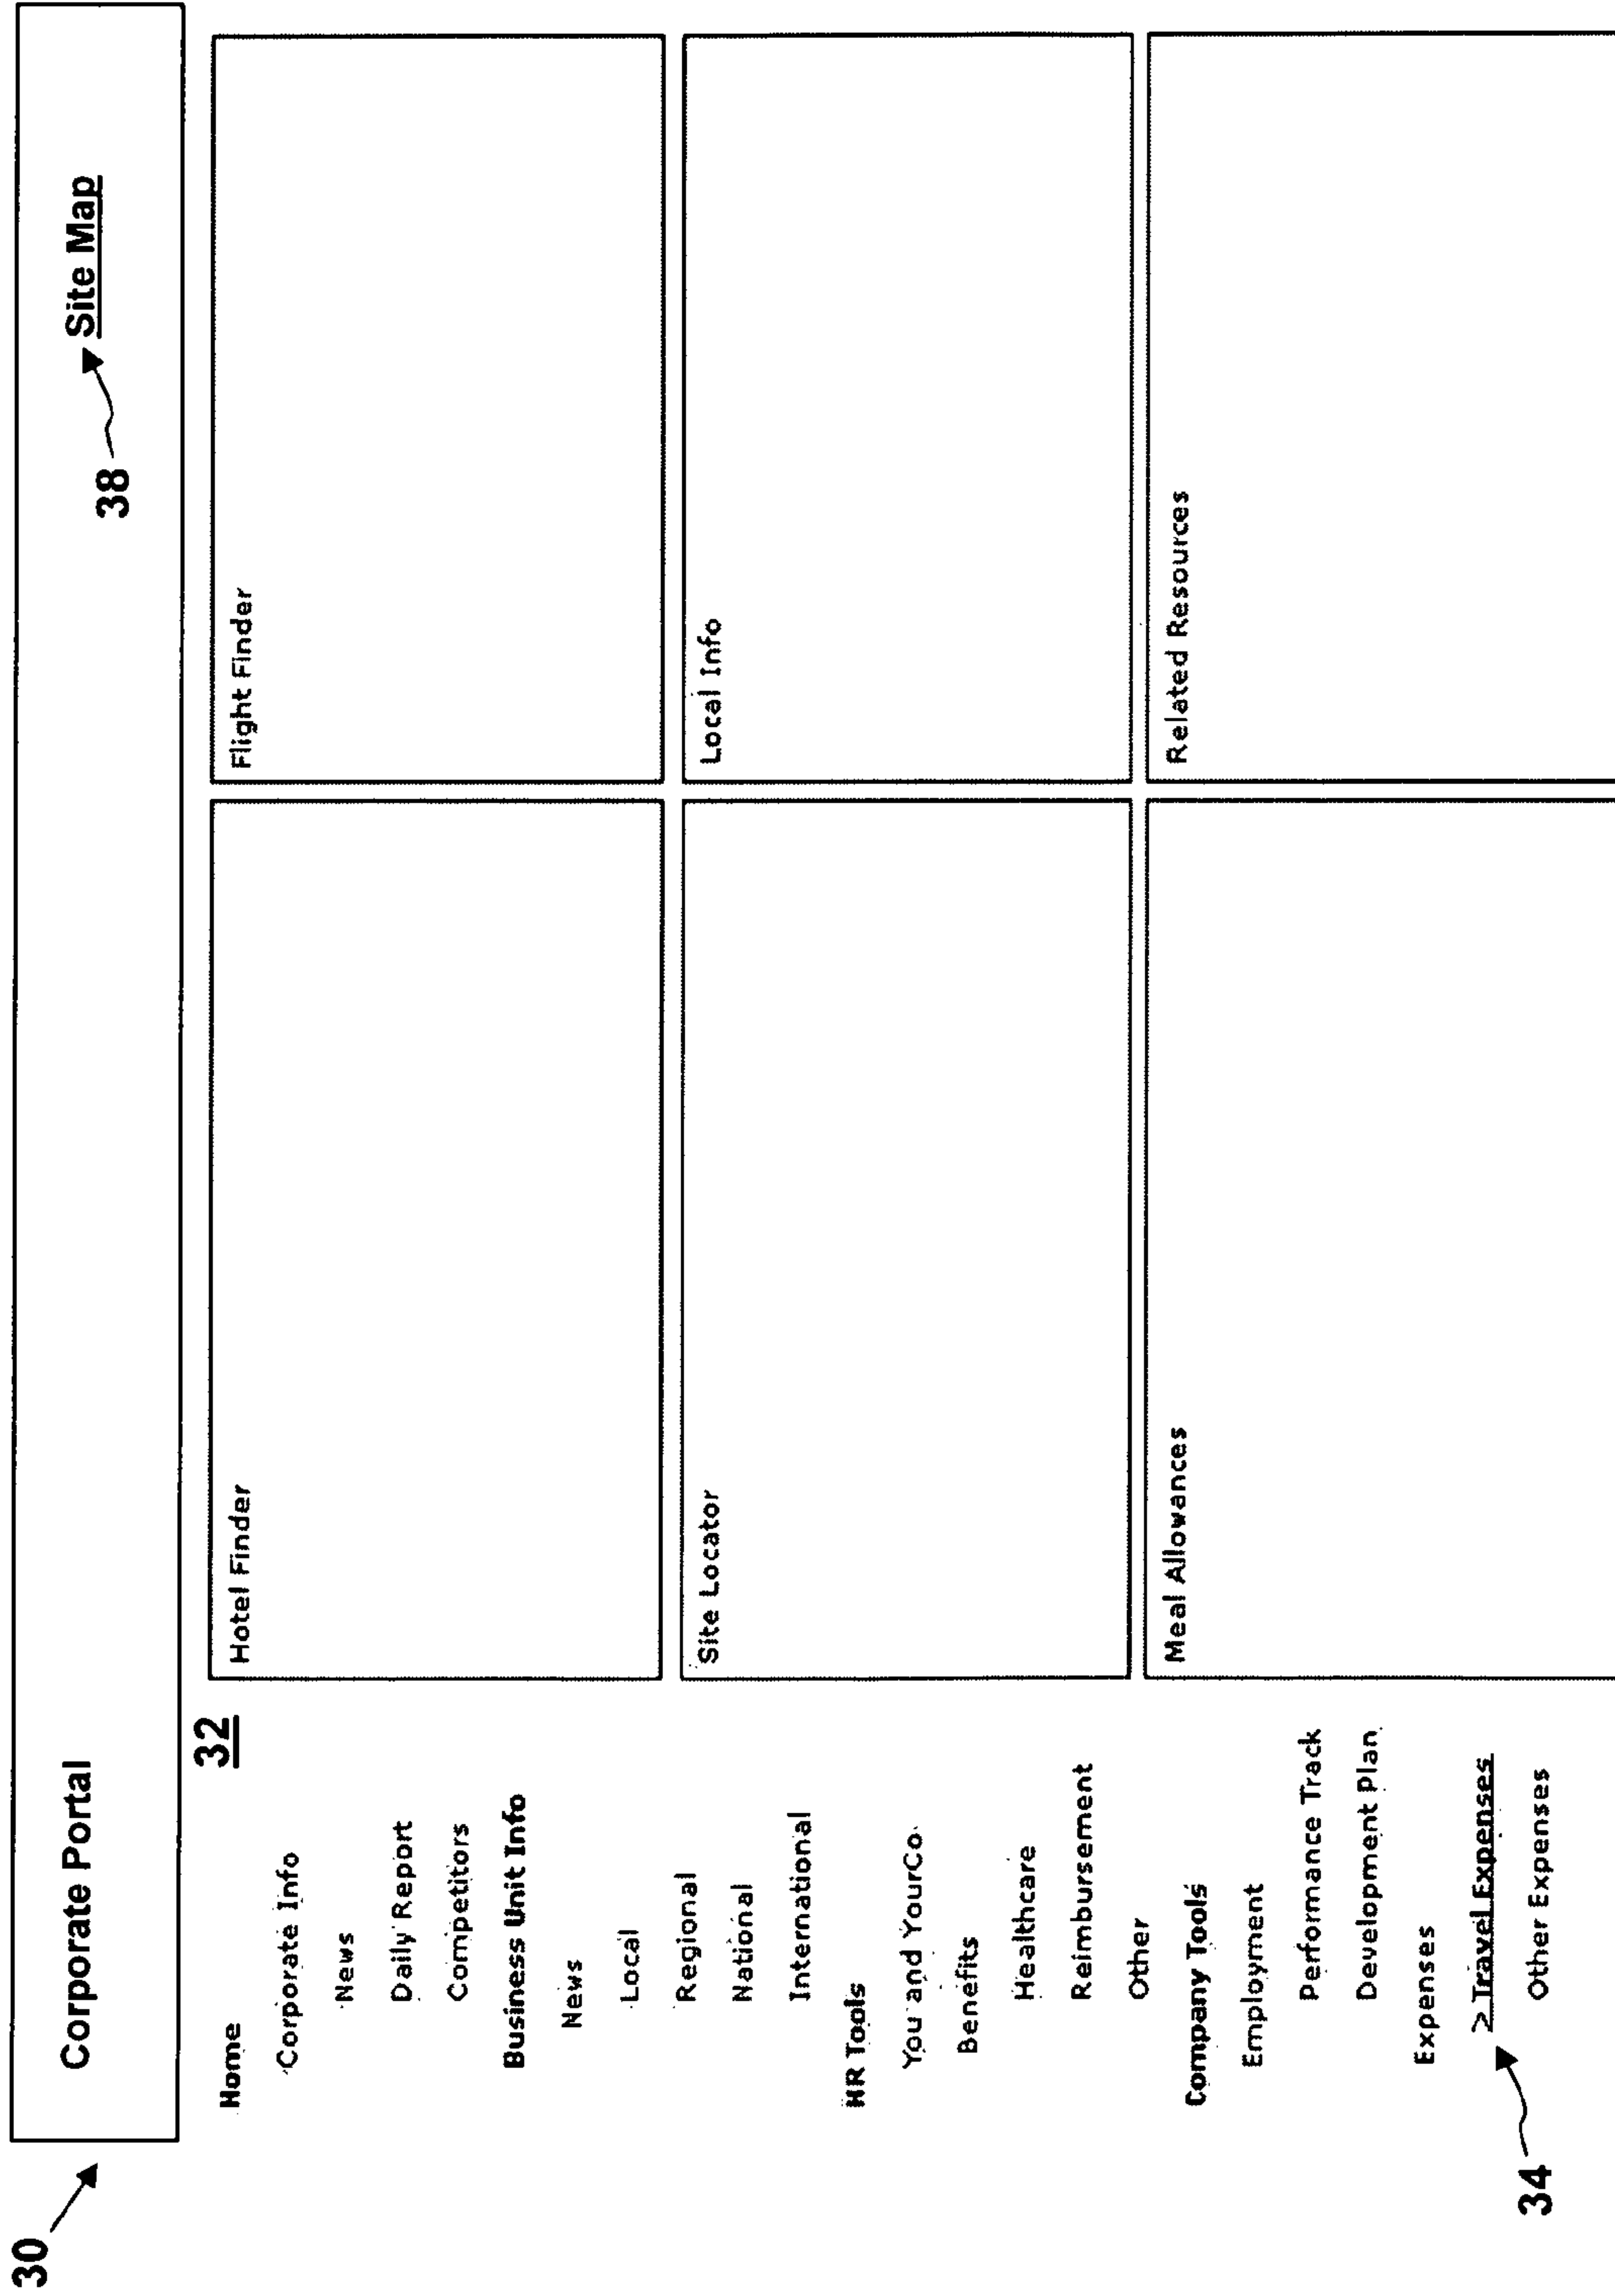 30
Corporate Portal
38
Site Map
32
Home
Corporate Info
News
Daily Report
Competitors
Business Unit Info
News
Local
Regional
National
International
HR Tools
You and YourCo.
Benefits
Healthcare
Reimbursement
Other
Company Tools
Employment
Performance Track
Development Plan
Expenses
> Travel Expenses
Other Expenses
34
Hotel Finder
Flight Finder
Site Locator
Local Info
Meal Allowances
Related Resources